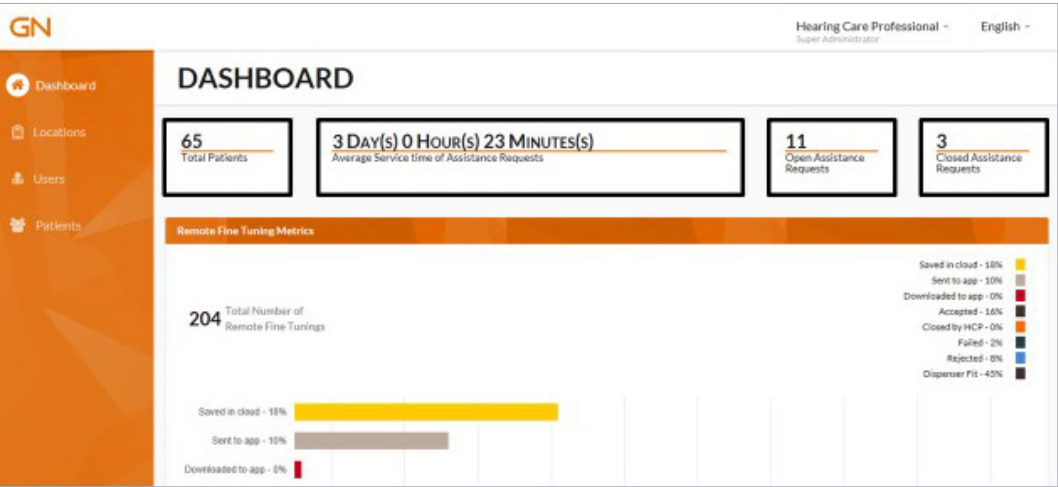 GN
Hearing Care Professional
English
Super Administrator
Dashboard
Locations
Users
Patients
DASHBOARD
65
Total Patients
3 DAY(S) 0 HOUR(S) 23 MINUTES(S)
Average Service time of Assistance Requests
11
Open Assistance
Requests
3
Closed Assistance
Requests
Remote Fine Tuning Metrics
204
Total Number of
Remote Fine Tunings
Saved in cloud - 18%
Sent to app - 10%
Downloaded to app - 0%
Accepted - 16%
Closed by HCP - 0%
Failed - 2%
Rejected - 8%
Dispenser Fit - 45%
Saved in cloud - 18%
Sent to app - 10%
Downloaded to app - 0%